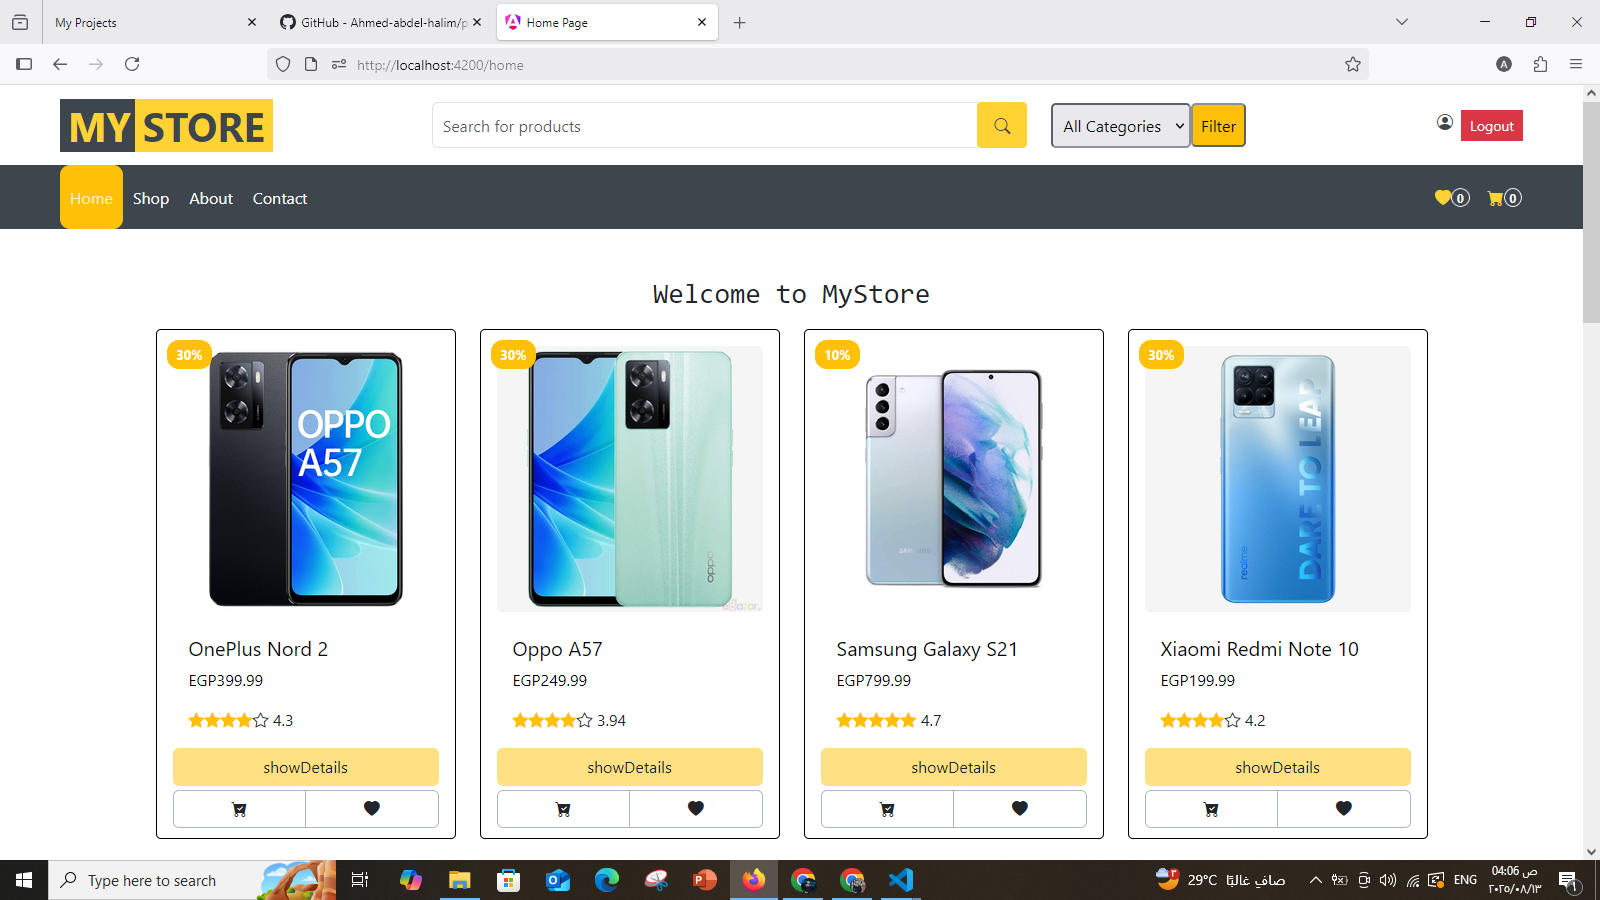 My Projects
GitHub - Ahmed-abdel-halim/p
Home Page
http://localhost:4200/home
A
MY STORE
Search for products
All Categories
Filter
Logout
Home
Shop
About
Contact
0
0
Welcome to MyStore
30%
30%
10%
30%
OPPO
A57
oppo
SAMSUNG
realme
DARE TO LEAP
OnePlus Nord 2
Oppo A57
Samsung Galaxy S21
Xiaomi Redmi Note 10
EGP399.99
EGP249.99
EGP799.99
EGP199.99
4.3
3.94
4.7
4.2
showDetails
showDetails
showDetails
showDetails
Type here to search
29°C صافٍ غالبًا
ENG
04:06 ص
٢٠٢٥/٠٨/١٣
1